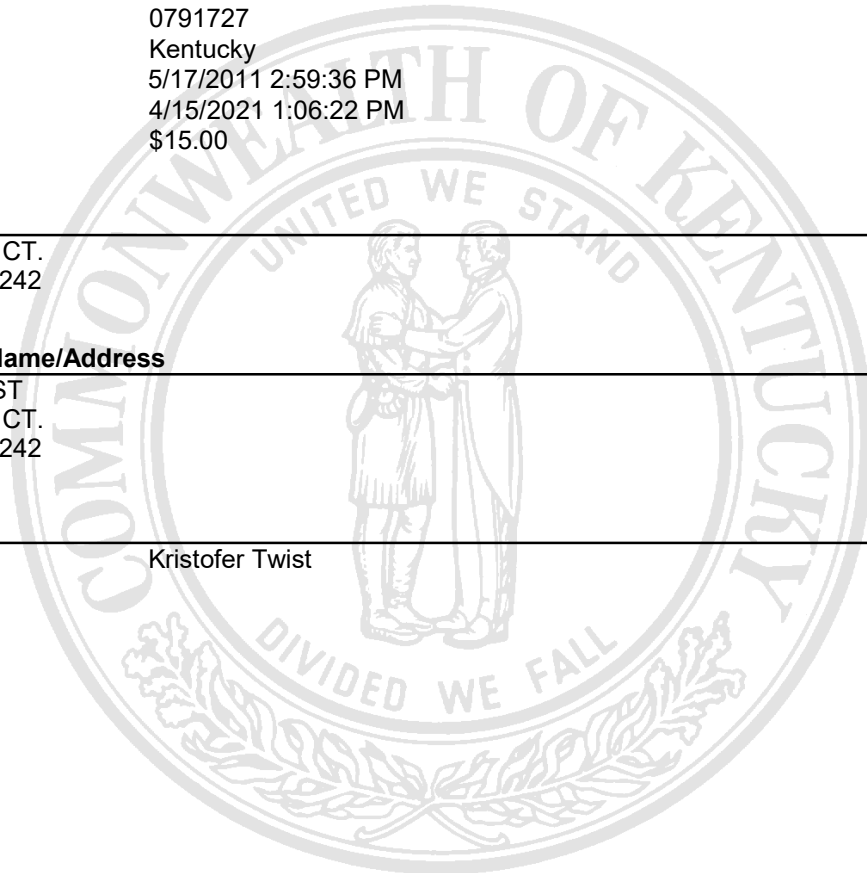 0791727
Kentucky
5/17/2011 2:59:36 PM
4/15/2021 1:06:22 PM
$15.00
COMMONWEALTH OF KENTUCKY
UNITED WE STAND
CT.
242
ame/Address
ST
CT.
242
Kristofer Twist
DIVIDED WE FALL